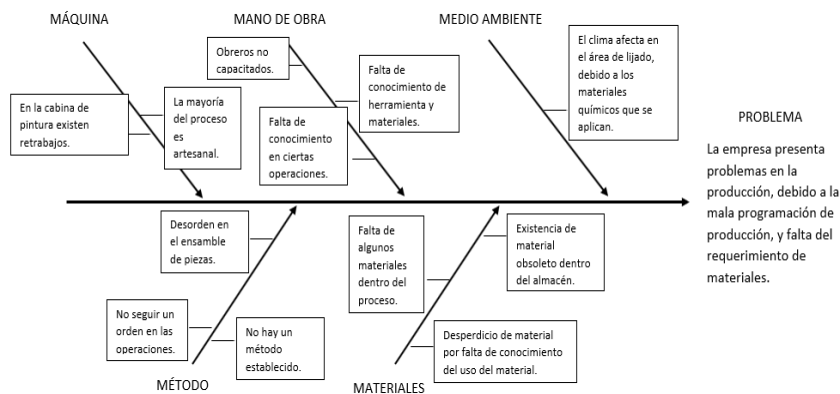 MÁQUINA
MANO DE OBRA
MEDIO AMBIENTE
Obreros no
capacitados.
El clima afecta en
el área de lijado,
debido a los
materiales
químicos que se
aplican.
Falta de
conocimiento de
herramienta y
materiales.
En la cabina de
pintura existen
retrabajos.
La mayoría
del proceso
es
artesanal.
Falta de
conocimiento
en ciertas
operaciones.
PROBLEMA
La empresa presenta
problemas en la
producción, debido a la
mala programación de
producción, y falta del
requerimiento de
materiales.
Desorden en
el ensamble
de piezas.
Falta de
algunos
materiales
dentro del
proceso.
Existencia de
material
obsoleto dentro
del almacén.
No seguir un
orden en las
operaciones.
No hay un
método
establecido.
Desperdicio de material
por falta de conocimiento
del uso del material.
MÉTODO
MATERIALES